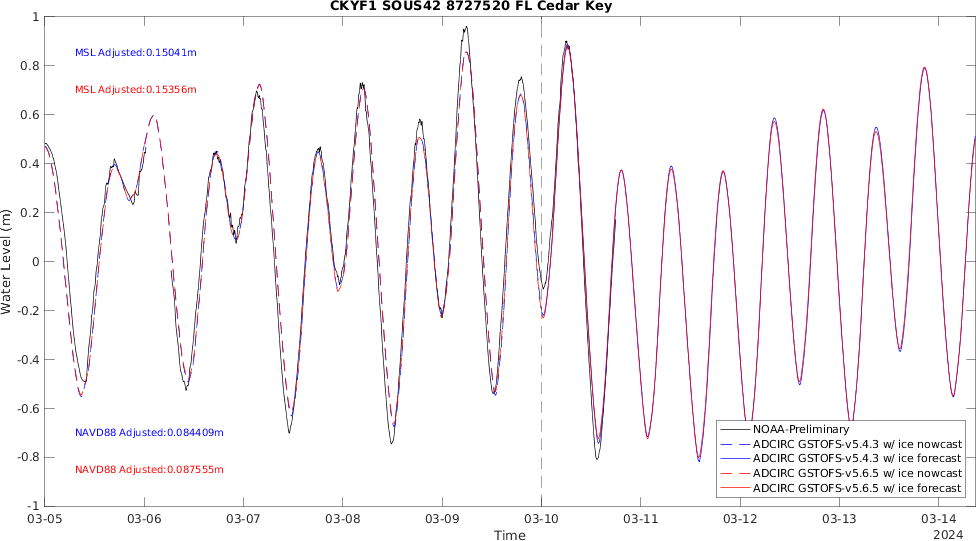 CKYF1 SOUS42 8727520 FL Cedar Key
Water Level (m)
1
0.8
0.6
0.4
0.2
0
-0.2
-0.4
-0.6
-0.8
-1
MSL Adjusted:0.15041m
MSL Adjusted:0.15356m
NAVD88 Adjusted:0.084409m
NAVD88 Adjusted:0.087555m
NOAA-Preliminary
ADCIRC GSTOFS-v5.4.3 w/ ice nowcast
ADCIRC GSTOFS-v5.4.3 w/ ice forecast
ADCIRC GSTOFS-v5.6.5 w/ ice nowcast
ADCIRC GSTOFS-v5.6.5 w/ ice forecast
03-05 03-06 03-07 03-08 03-09 03-10 03-11 03-12 03-13 03-14
Time
2024